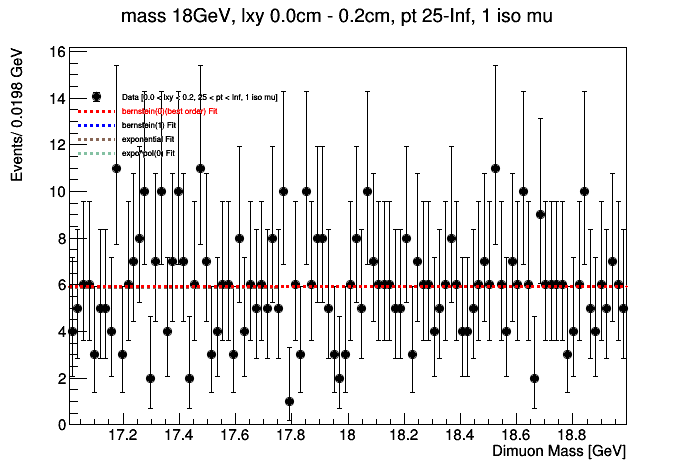 mass 18GeV, lxy 0.0cm - 0.2cm, pt 25-Inf, 1 iso mu
Events/ 0.0198 GeV
16
14
12
10
8
6
4
2
0
Data [0.0 < lxy < 0.2, 25 < pt < Inf, 1 iso mu]
bernstein(0)(best order) Fit
bernstein(1) Fit
exponential Fit
expo*pol(0) Fit
17.2 17.4 17.6 17.8 18 18.2 18.4 18.6 18.8
Dimuon Mass [GeV]